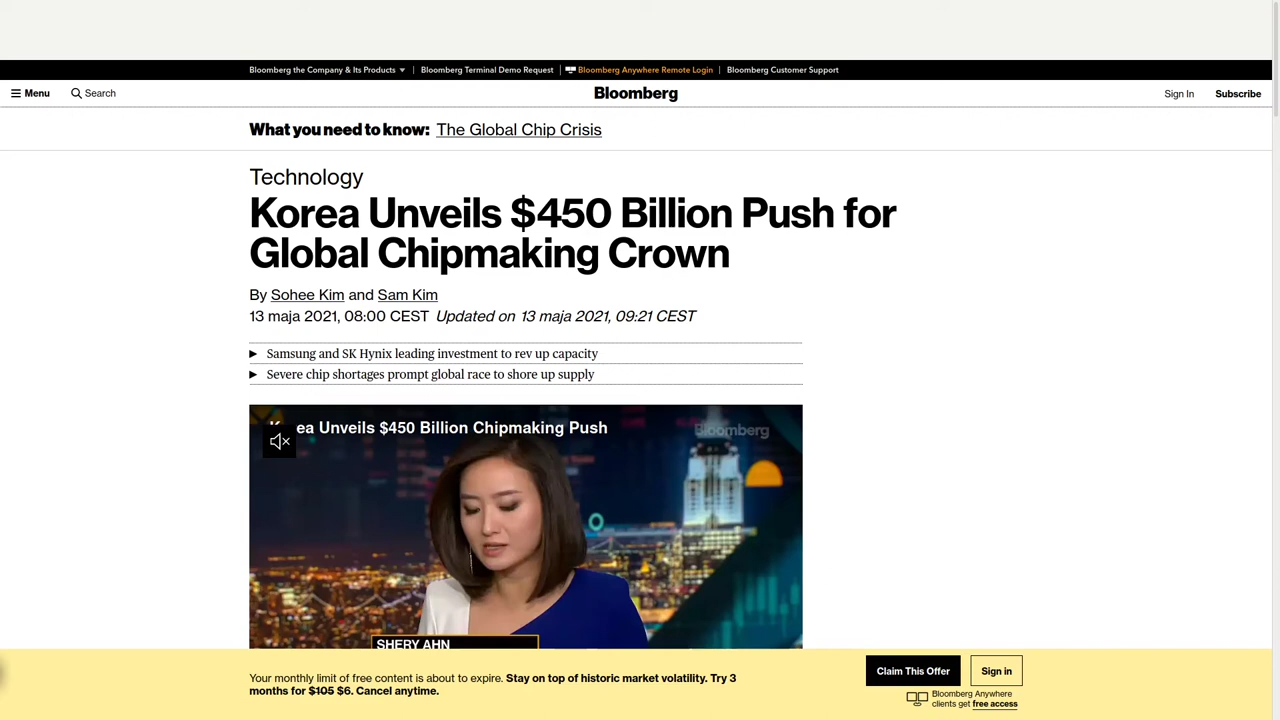 Bloomberg the Company & Its Products
Bloomberg Terminal Demo Request
Bloomberg Anywhere Remote Login
Bloomberg Customer Support
Menu
Search
Bloomberg
Sign In
Subscribe
What you need to know: The Global Chip Crisis
Technology
Korea Unveils $450 Billion Push for
Global Chipmaking Crown
By Sohee Kim and Sam Kim
13 maja 2021, 08:00 CEST Updated on 13 maja 2021, 09:21 CEST
Samsung and SK Hynix leading investment to rev up capacity
Severe chip shortages prompt global race to shore up supply
Korea Unveils $450 Billion Chipmaking Push
Bloomberg
SHERY AHN
Your monthly limit of free content is about to expire. Stay on top of historic market volatility. Try 3
months for $105 $6. Cancel anytime.
Claim This Offer
Sign in
Bloomberg Anywhere
clients get free access